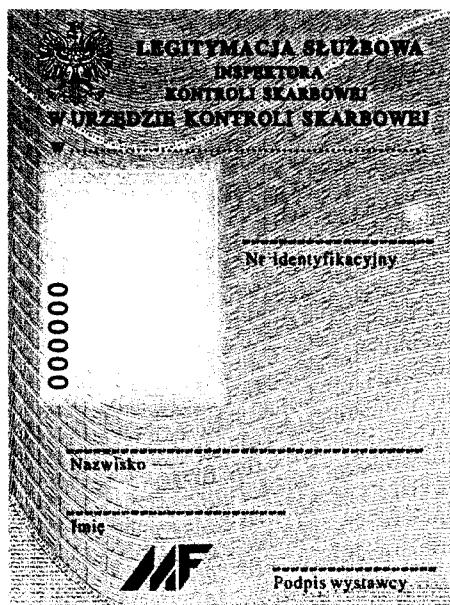 LEGITYMACJA SŁUŻBOWA
INSPEKTORA
KONTROLI SKARBOWEJ
W URZĘDZIE KONTROLI SKARBOWEJ
w
Nr identyfikacyjny
000000
Nazwisko
Imię
MF
Podpis wystawcy